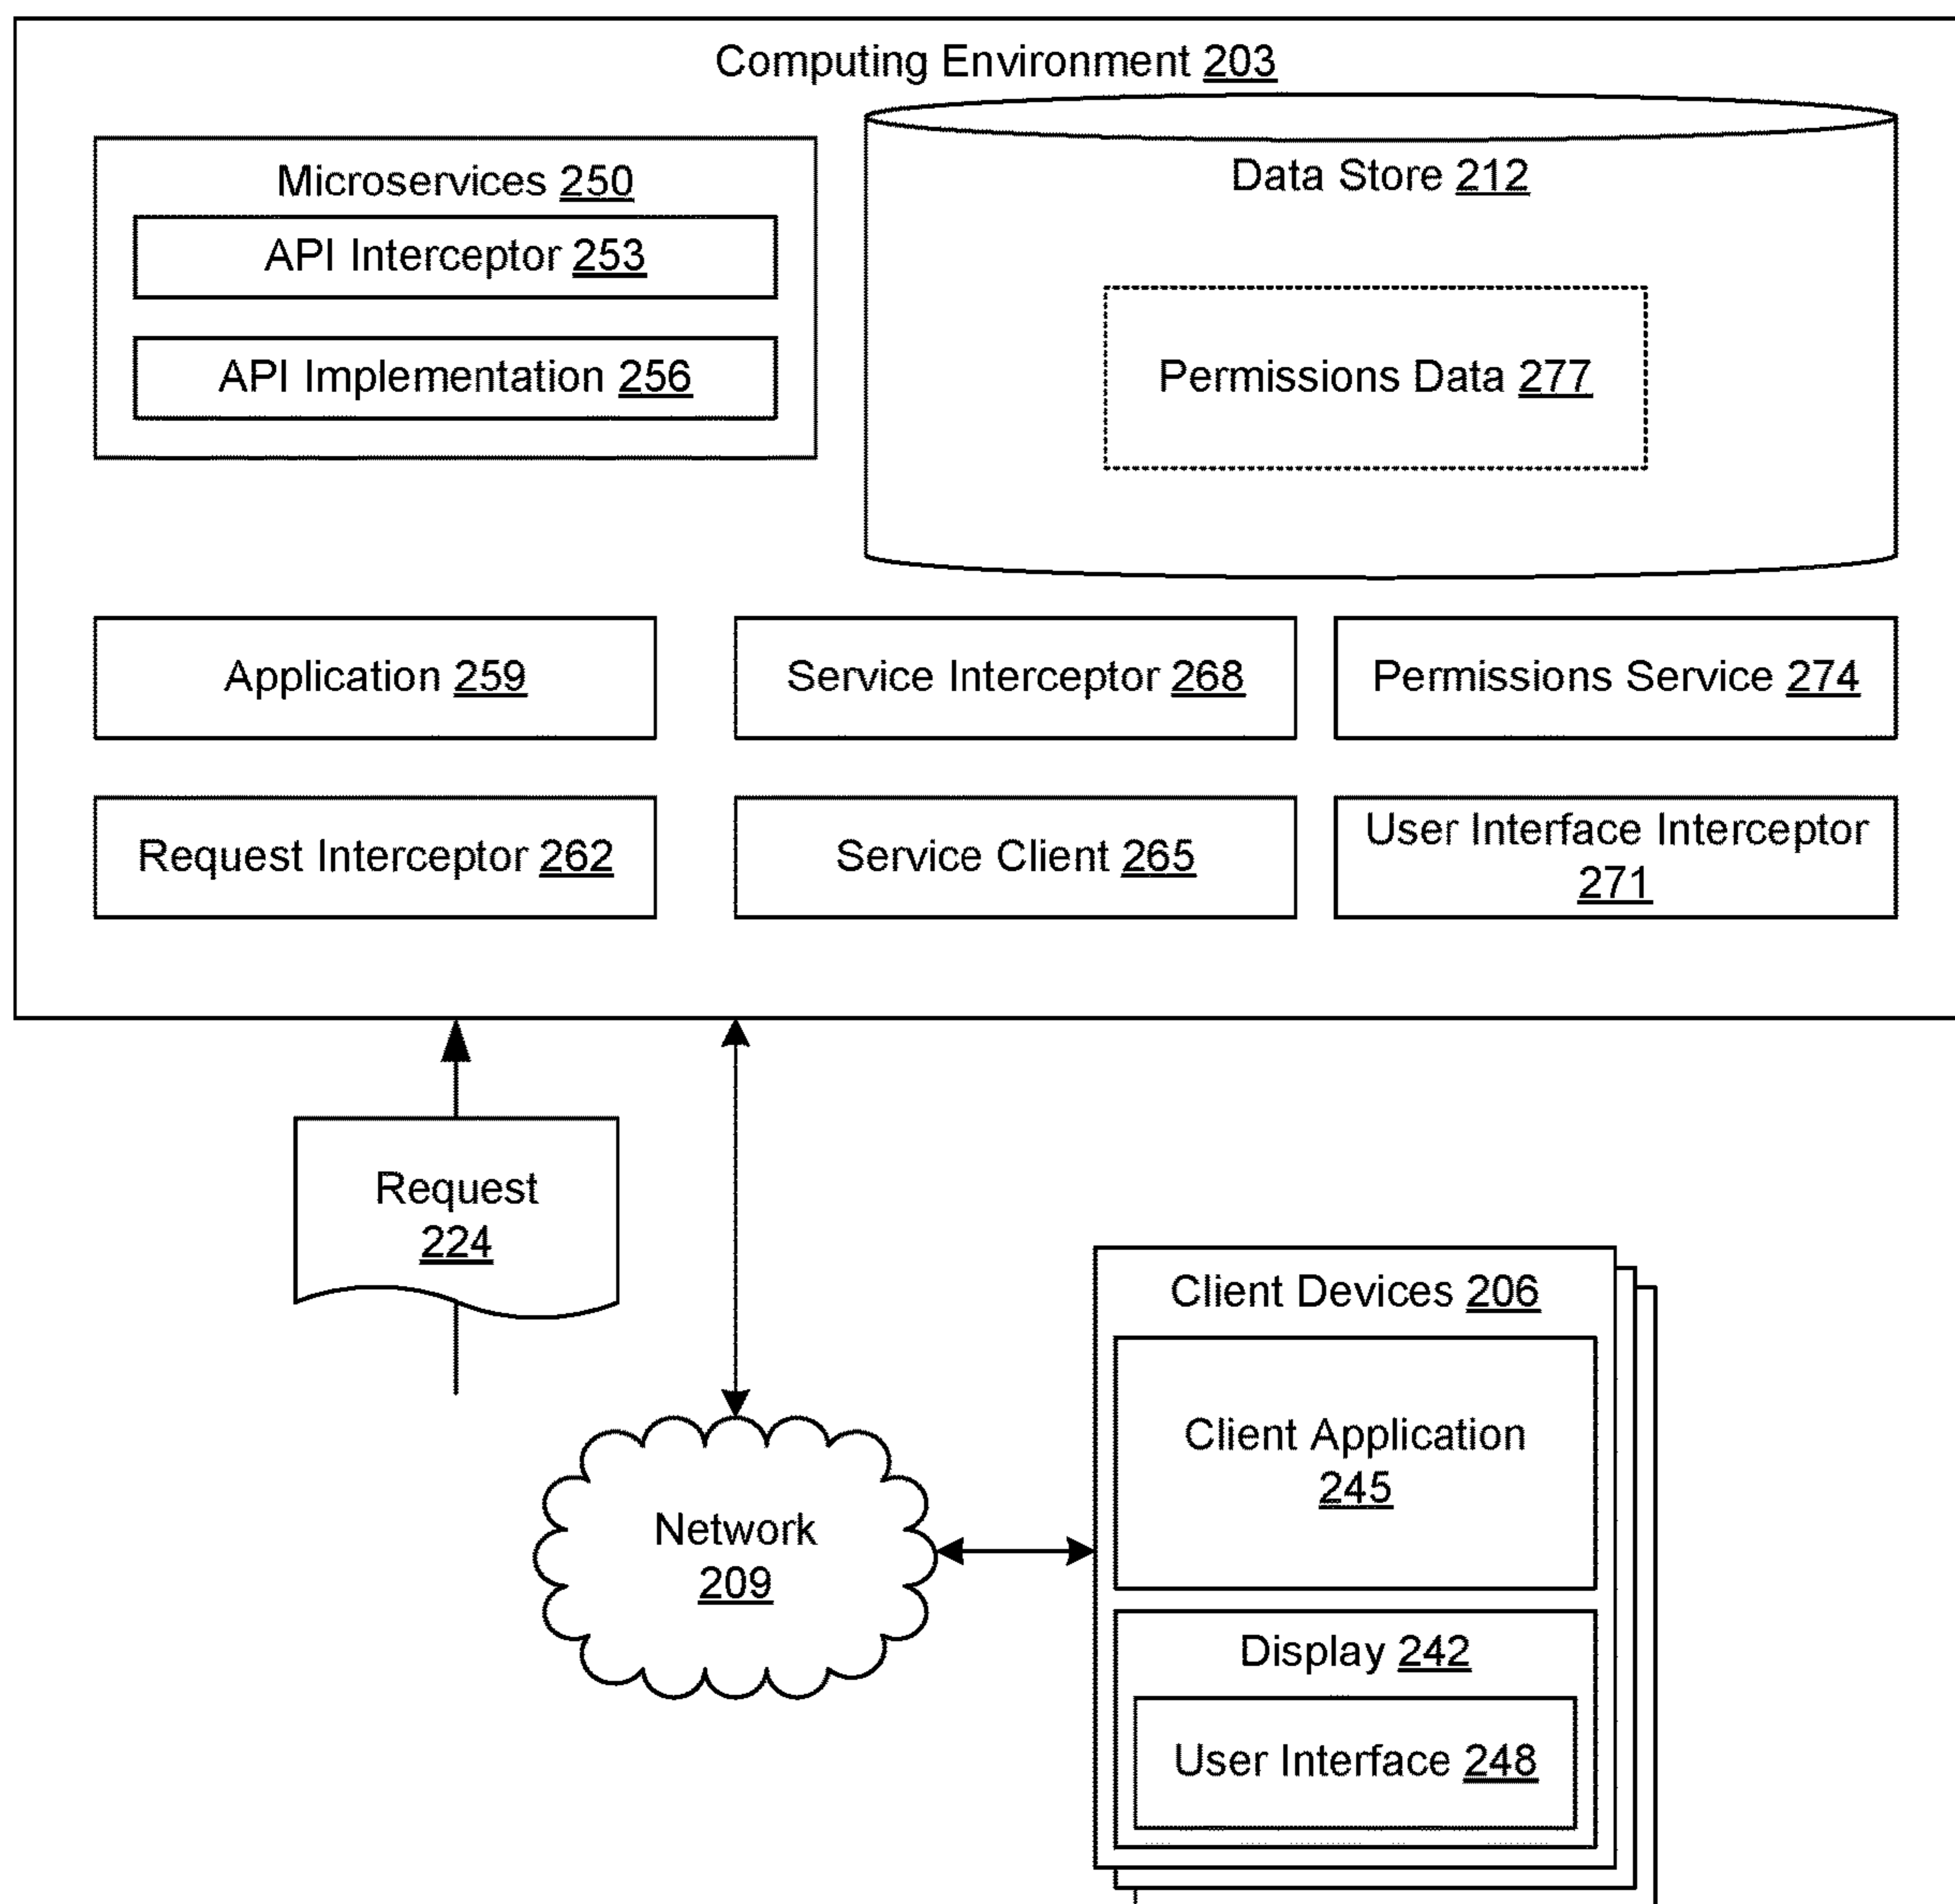 Computing Environment 203
Microservices 250
API Interceptor 253
API Implementation 256
Data Store 212
Permissions Data 277
Application 259
Service Interceptor 268
Permissions Service 274
Request Interceptor 262
Service Client 265
User Interface Interceptor
271
Request
224
Network
209
Client Devices 206
Client Application
245
Display 242
User Interface 248